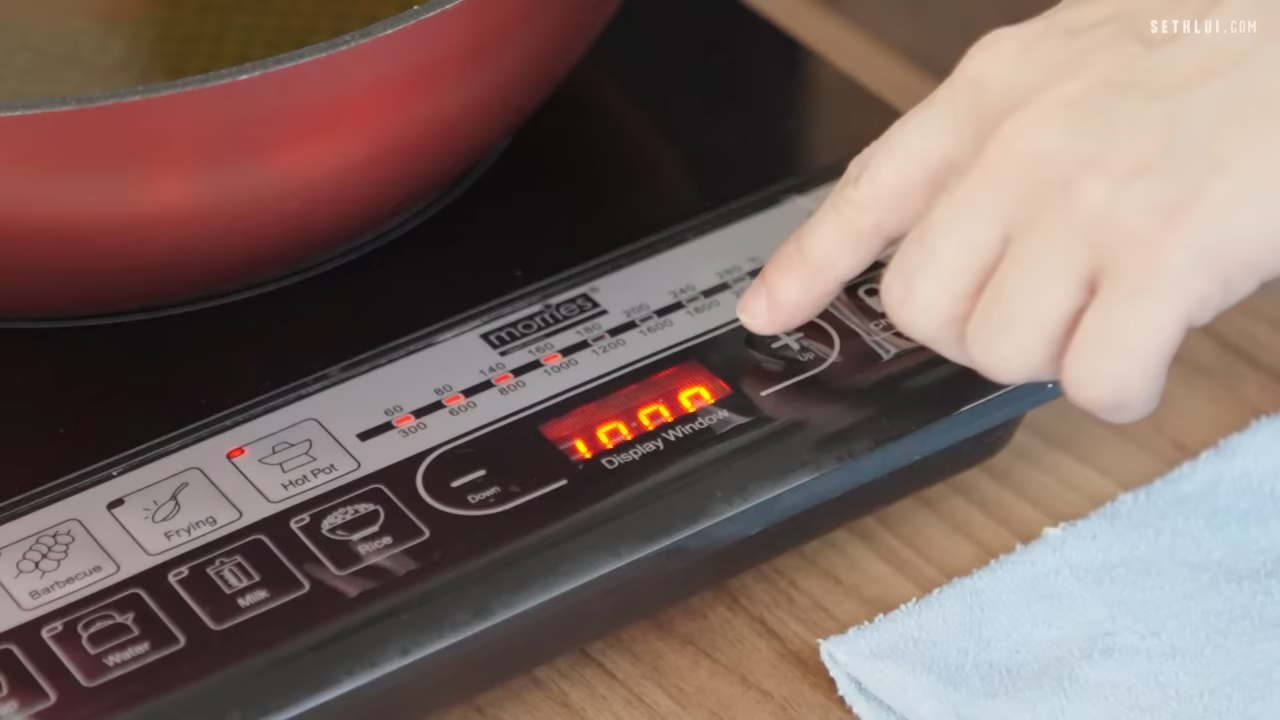 SETHLUI.COM
morries®
60 80 140 160 180 200 240 280
300 600 800 1000 1200 1600 1800
+
Up
1000
Display Window
−
Down
Hot Pot
Frying
Barbecue
Rice
Milk
Water